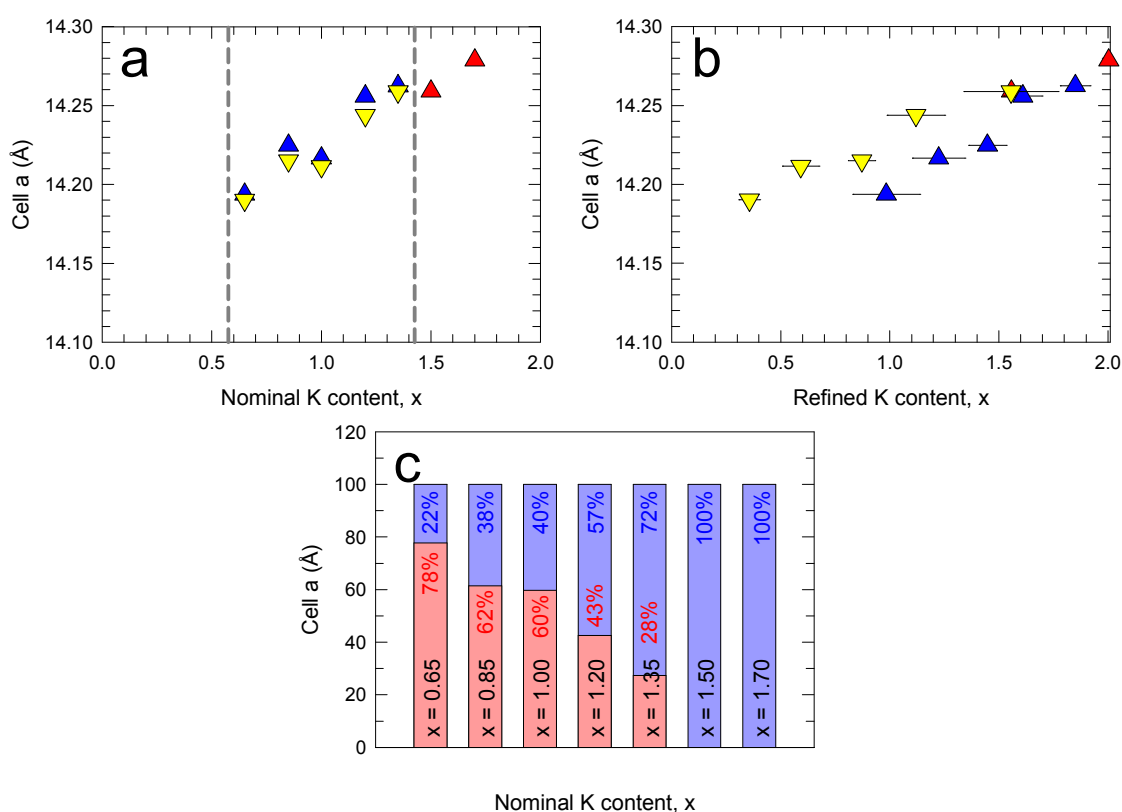 a
14.30
14.25
14.20
14.15
14.10
Cell a (Å)
0.0 0.5 1.0 1.5 2.0
Nominal K content, x
b
14.30
14.25
14.20
14.15
14.10
Cell a (Å)
0.0 0.5 1.0 1.5 2.0
Refined K content, x
c
120
100
80
60
40
20
0
Cell a (Å)
22% 38% 40% 57% 72% 100% 100%
78% 62% 60% 43% 28%
x = 0.65 x = 0.85 x = 1.00 x = 1.20 x = 1.35 x = 1.50 x = 1.70
Nominal K content, x